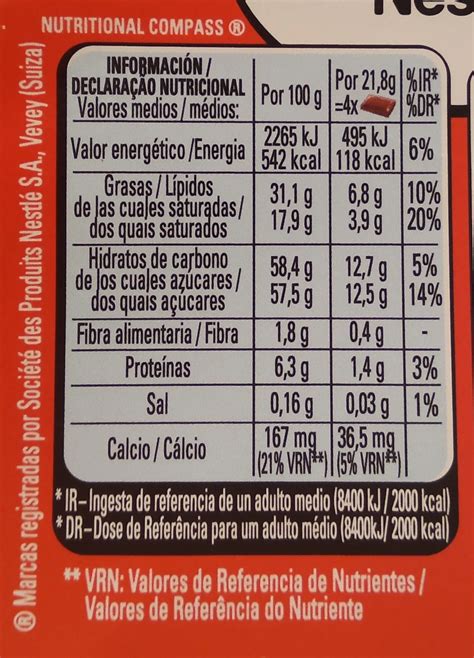 Nes
NUTRITIONAL COMPASS ®
INFORMACIÓN /
DECLARAÇÃO NUTRICIONAL
Valores medios / médios:
Por 100 g
Por 21,8g
=4x
%IR*
%DR*
Valor energético /Energia
2265 kJ
542 kcal
495 kJ
118 kcal
6%
Grasas / Lípidos
de las cuales saturadas /
dos quais saturados
31,1 g
17,9 g
6,8 g
3,9 g
10%
20%
Hidratos de carbono
de los cuales azúcares /
dos quais açúcares
58,4 g
57,5 g
12,7 g
12,5 g
5%
14%
Fibra alimentaria / Fibra
1,8 g
0,4 g
-
Proteínas
6,3 g
1,4 g
3%
Sal
0,16 g
0,03 g
1%
Calcio / Cálcio
167 mg
(21% VRN**)
36,5 mg
(5% VRN**)
* IR–Ingesta de referencia de un adulto medio (8400 kJ / 2000 kcal)
* DR–Dose de Referência para um adulto médio (8400kJ/ 2000 kcal)
** VRN: Valores de Referencia de Nutrientes /
Valores de Referência do Nutriente
® Marcas registradas por Société des Produits Nestlé S.A., Vevey (Suiza)